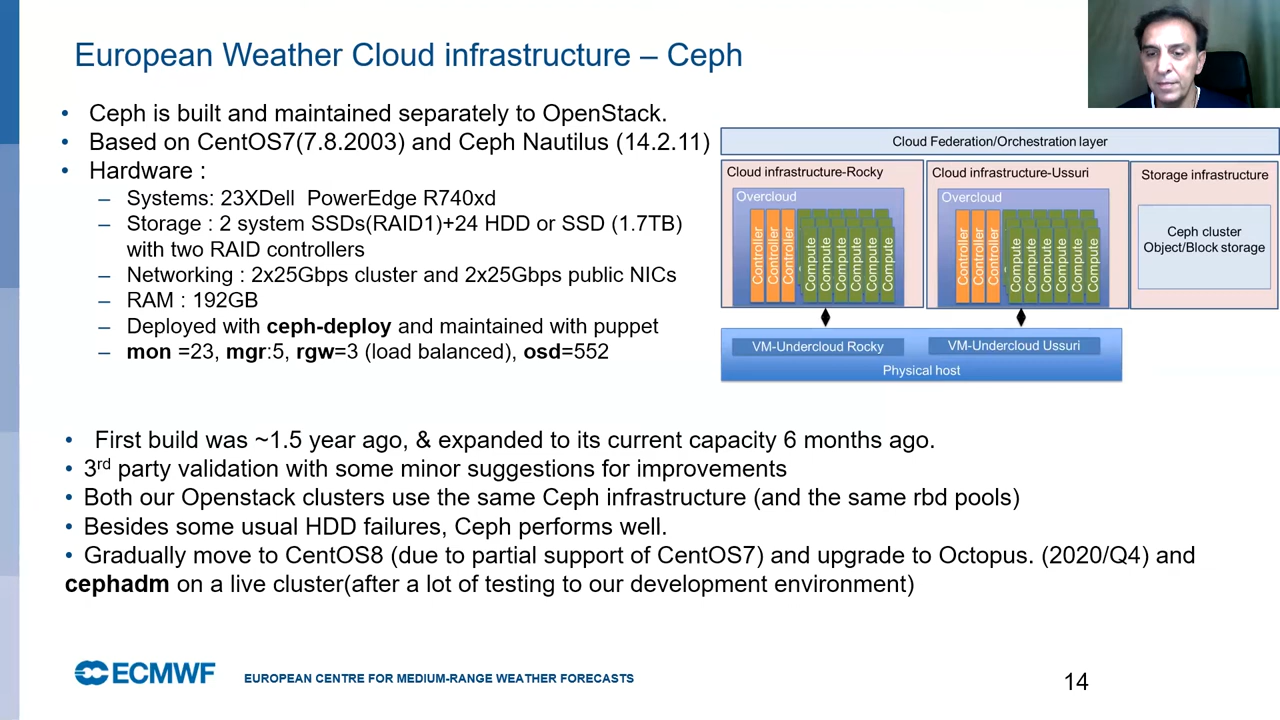 European Weather Cloud infrastructure – Ceph
• Ceph is built and maintained separately to OpenStack.
• Based on CentOS7(7.8.2003) and Ceph Nautilus (14.2.11)
• Hardware :
– Systems: 23XDell PowerEdge R740xd
– Storage : 2 system SSDs(RAID1)+24 HDD or SSD (1.7TB)
with two RAID controllers
– Networking : 2x25Gbps cluster and 2x25Gbps public NICs
– RAM : 192GB
– Deployed with ceph-deploy and maintained with puppet
– mon =23, mgr:5, rgw=3 (load balanced), osd=552
Cloud Federation/Orchestration layer
Cloud infrastructure-Rocky
Overcloud
Controller
Controller
Controller
Compute
Compute
Compute
Compute
Compute
Compute
Cloud infrastructure-Ussuri
Overcloud
Controller
Controller
Controller
Compute
Compute
Compute
Compute
Compute
Compute
Storage infrastructure
Ceph cluster
Object/Block storage
VM-Undercloud Rocky
VM-Undercloud Ussuri
Physical host
• First build was ~1.5 year ago, & expanded to its current capacity 6 months ago.
• 3rd party validation with some minor suggestions for improvements
• Both our Openstack clusters use the same Ceph infrastructure (and the same rbd pools)
• Besides some usual HDD failures, Ceph performs well.
• Gradually move to CentOS8 (due to partial support of CentOS7) and upgrade to Octopus. (2020/Q4) and
cephadm on a live cluster(after a lot of testing to our development environment)
ECMWF
EUROPEAN CENTRE FOR MEDIUM-RANGE WEATHER FORECASTS
14